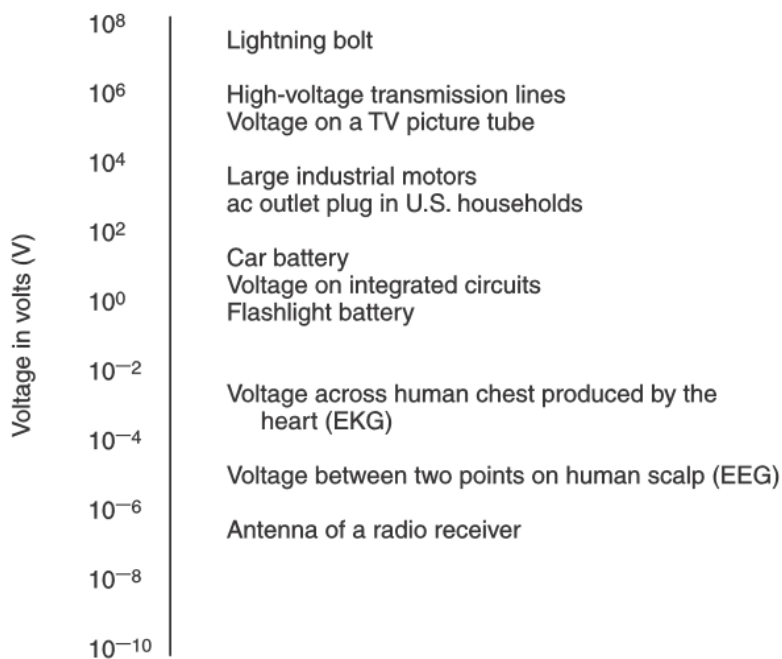 10⁸
Lightning bolt
10⁶
High-voltage transmission lines
Voltage on a TV picture tube
10⁴
Large industrial motors
ac outlet plug in U.S. households
10²
Car battery
Voltage on integrated circuits
10⁰
Flashlight battery
10⁻²
Voltage across human chest produced by the
heart (EKG)
10⁻⁴
Voltage between two points on human scalp (EEG)
10⁻⁶
Antenna of a radio receiver
10⁻⁸
10⁻¹⁰
Voltage in volts (V)